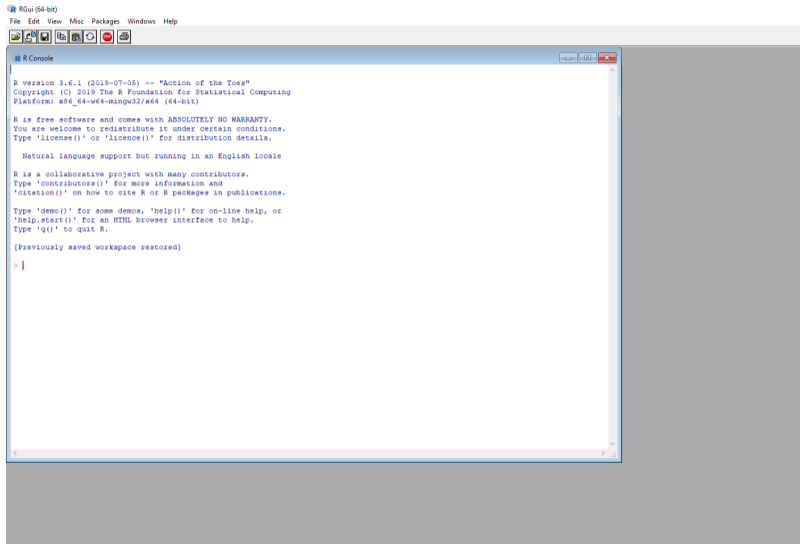 RGui (64-bit)
File Edit View Misc Packages Windows Help
STOP
R Console
R version 3.6.1 (2019-07-05) -- "Action of the Toes"
Copyright (C) 2019 The R Foundation for Statistical Computing
Platform: x86_64-w64-mingw32/x64 (64-bit)
R is free software and comes with ABSOLUTELY NO WARRANTY.
You are welcome to redistribute it under certain conditions.
Type 'license()' or 'licence()' for distribution details.
Natural language support but running in an English locale
R is a collaborative project with many contributors.
Type 'contributors()' for more information and
'citation()' on how to cite R or R packages in publications.
Type 'demo()' for some demos, 'help()' for on-line help, or
'help.start()' for an HTML browser interface to help.
Type 'q()' to quit R.
[Previously saved workspace restored]
>